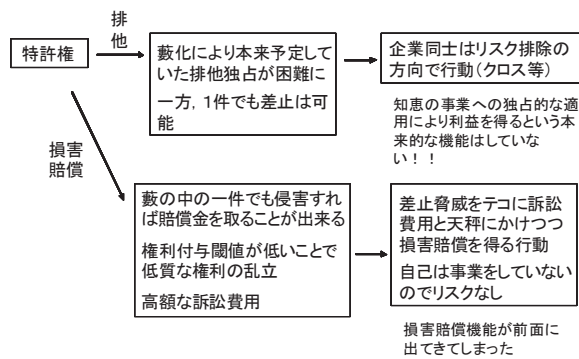 特許権
排他
藪化により本来予定して
いた排他独占が困難に
一方，1件でも差止は可
能
企業同士はリスク排除の
方向で行動（クロス等）
知恵の事業への独占的な適
用により利益を得るという本
来的な機能はしていな
い！！
損害
賠償
藪の中の一件でも侵害すれ
ば賠償金を取ることが出来る
権利付与閾値が低いことで
低質な権利の乱立
高額な訴訟費用
差止脅威をテコに訴訟
費用と天秤にかけつつ
損害賠償を得る行動
自己は事業をしていない
のでリスクなし
損害賠償機能が前面に
出てきてしまった